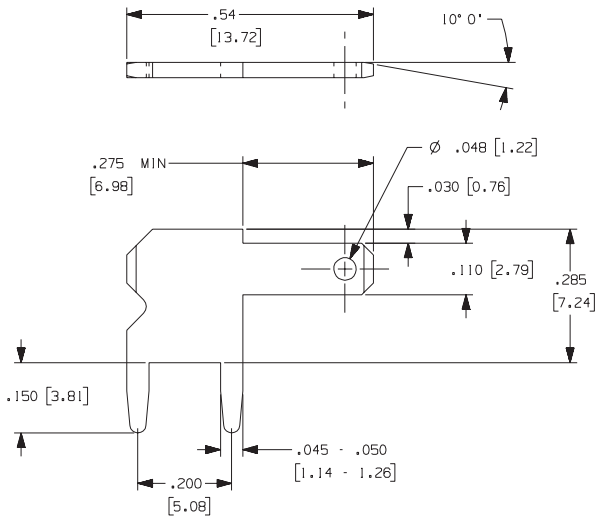 .54
[13.72]
10° 0'
.275 MIN
[6.98]
Ø .048 [1.22]
.030 [0.76]
.110 [2.79]
.285
[7.24]
.150 [3.81]
.045 - .050
[1.14 - 1.26]
.200
[5.08]